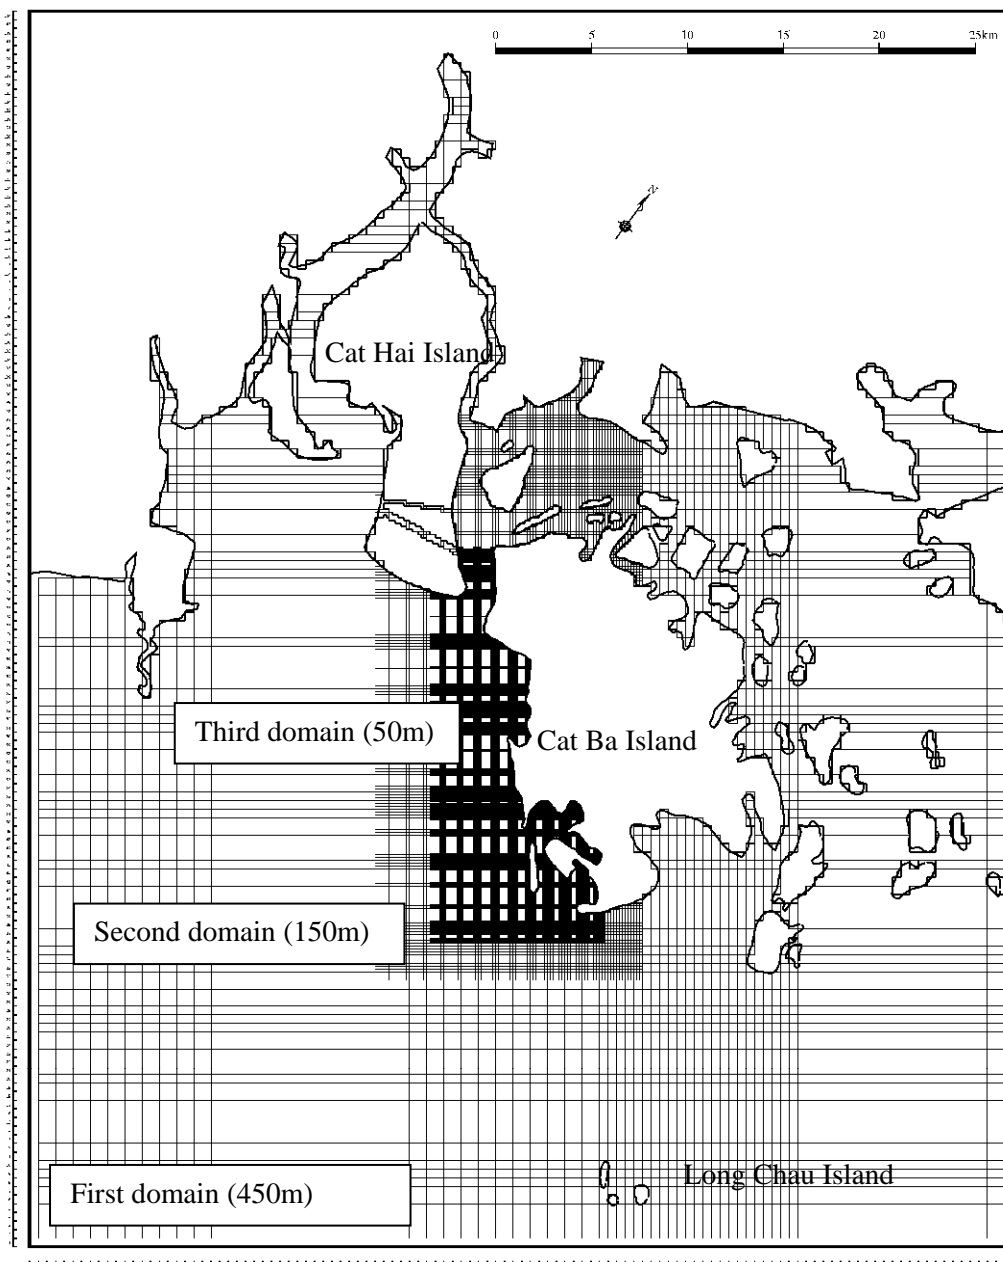 0 5 10 15 20 25km
N
Cat Hai Island
Third domain (50m)
Cat Ba Island
Second domain (150m)
Long Chau Island
First domain (450m)